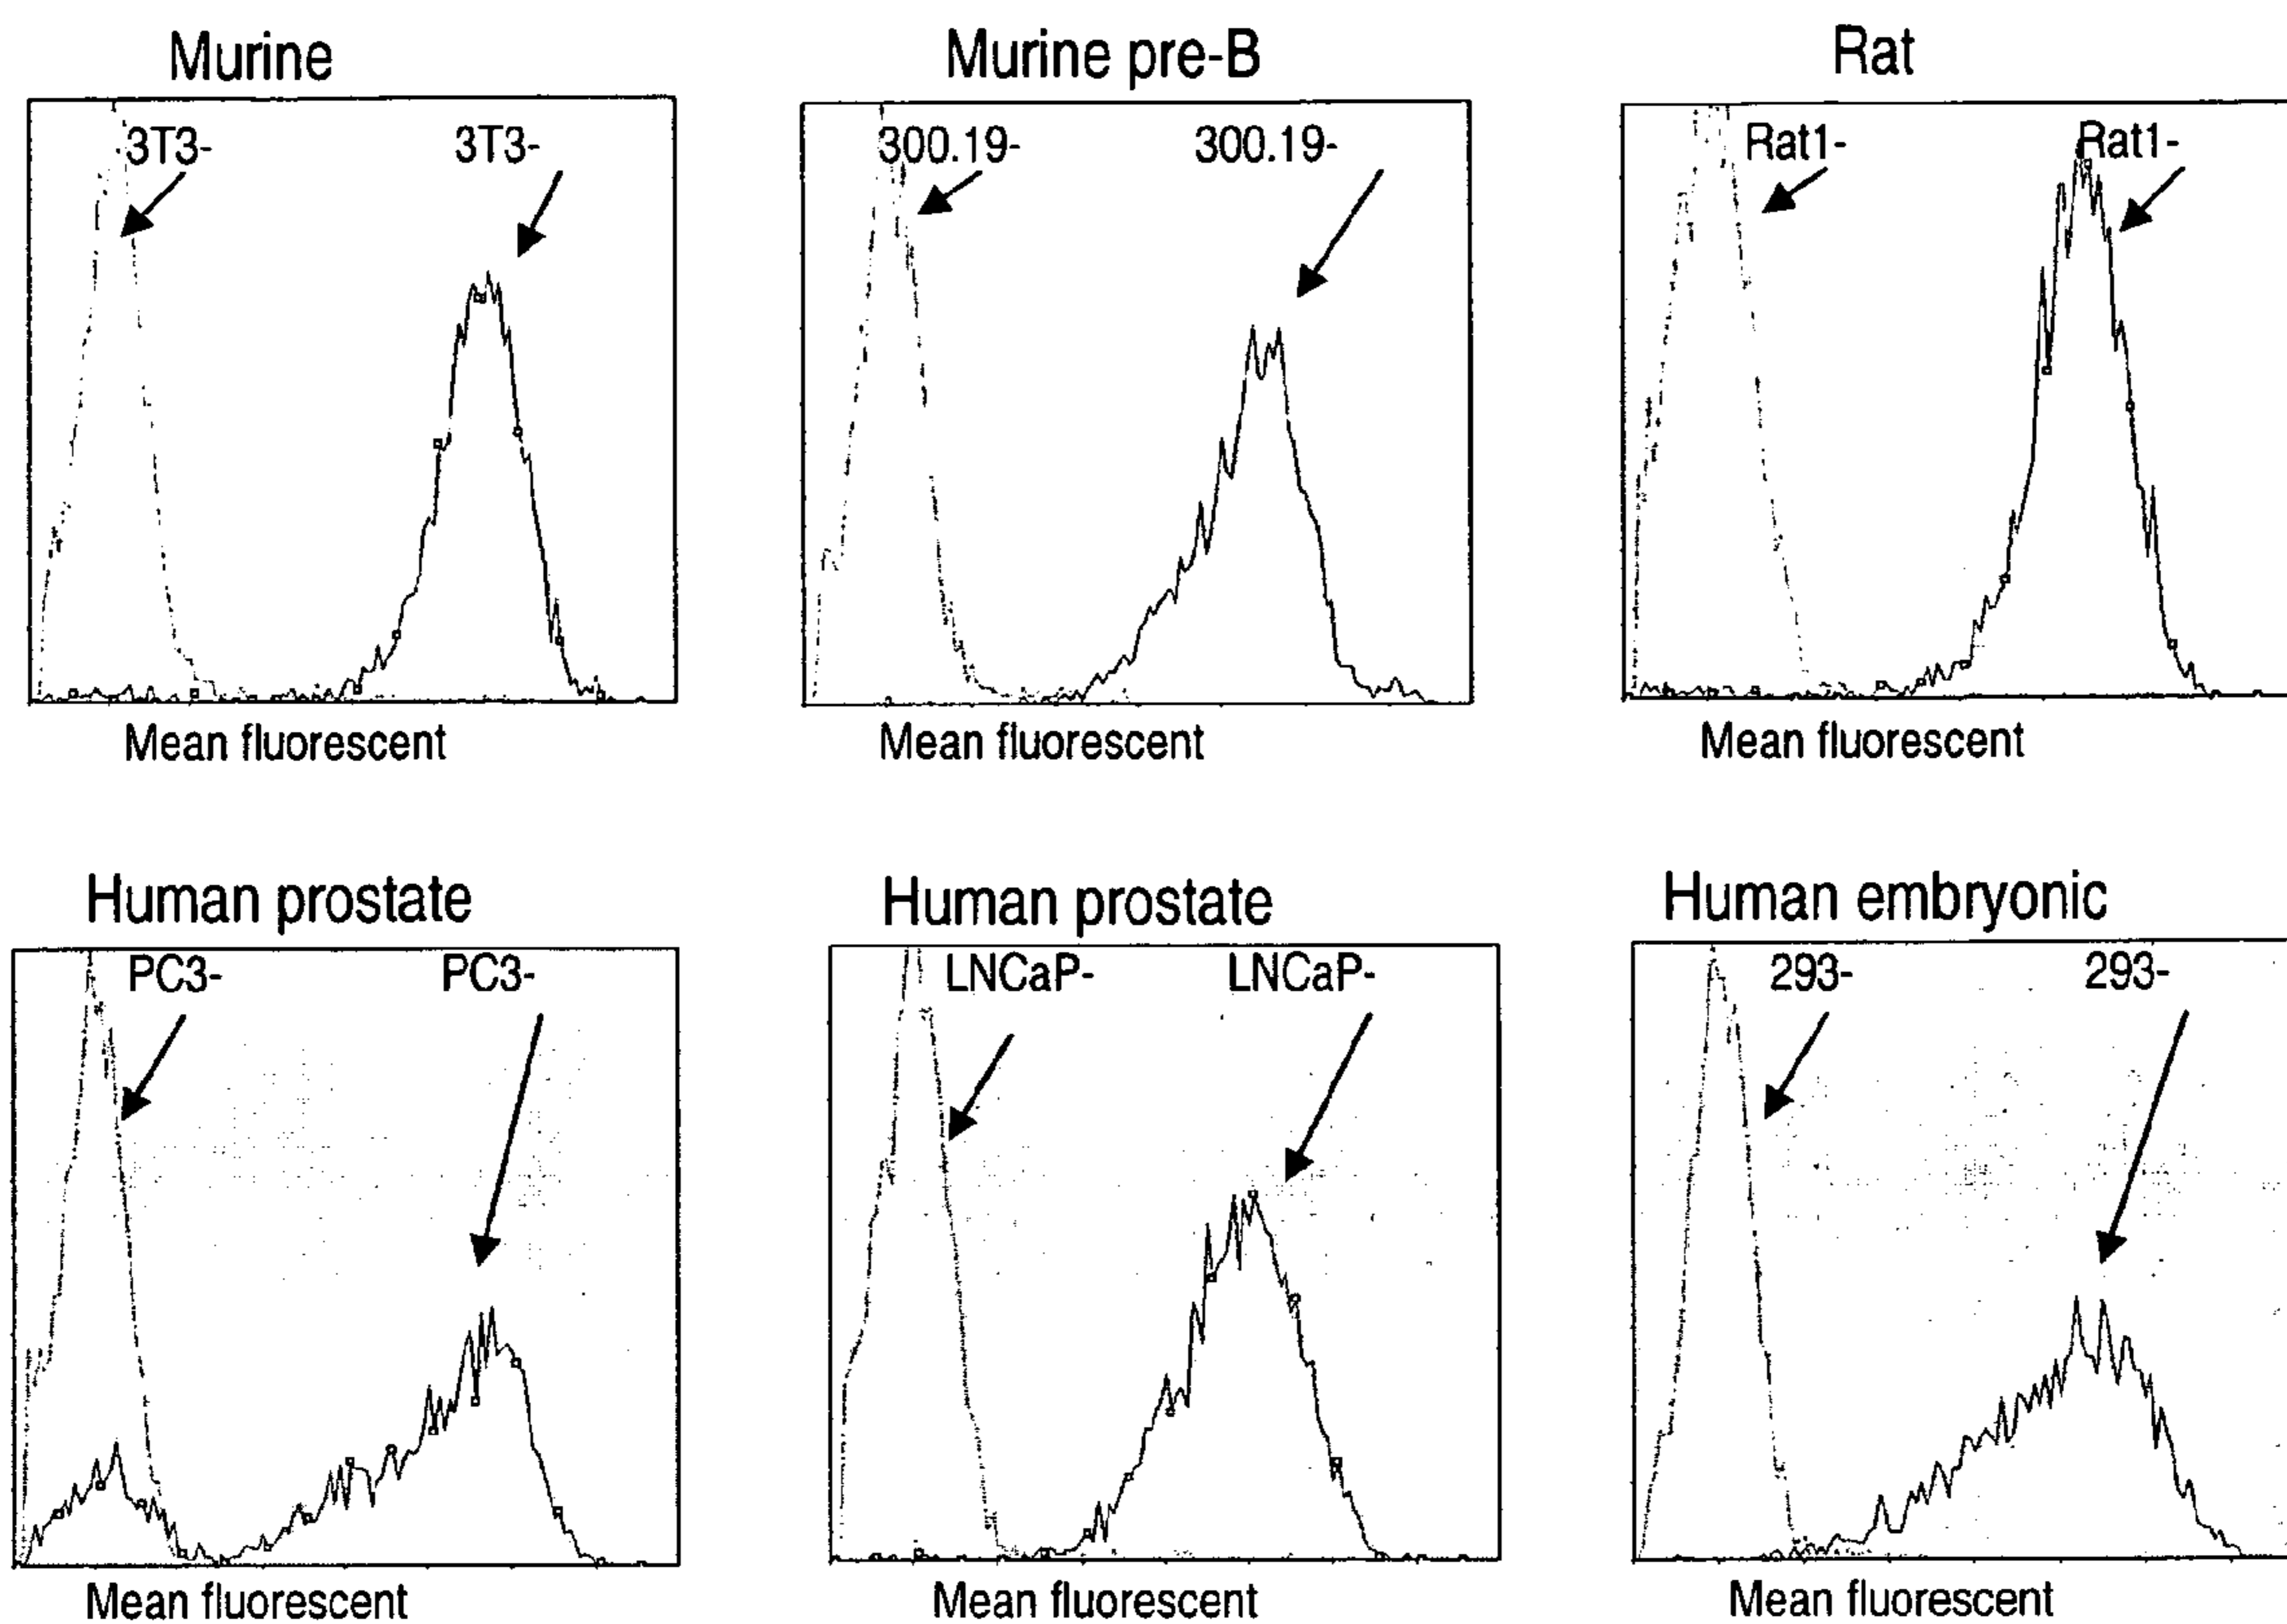 Murine
Murine pre-B
Rat
3T3-
3T3-
300.19-
300.19-
Rat1-
Rat1-
Mean fluorescent
Mean fluorescent
Mean fluorescent
Human prostate
Human prostate
Human embryonic
PC3-
PC3-
LNCaP-
LNCaP-
293-
293-
Mean fluorescent
Mean fluorescent
Mean fluorescent